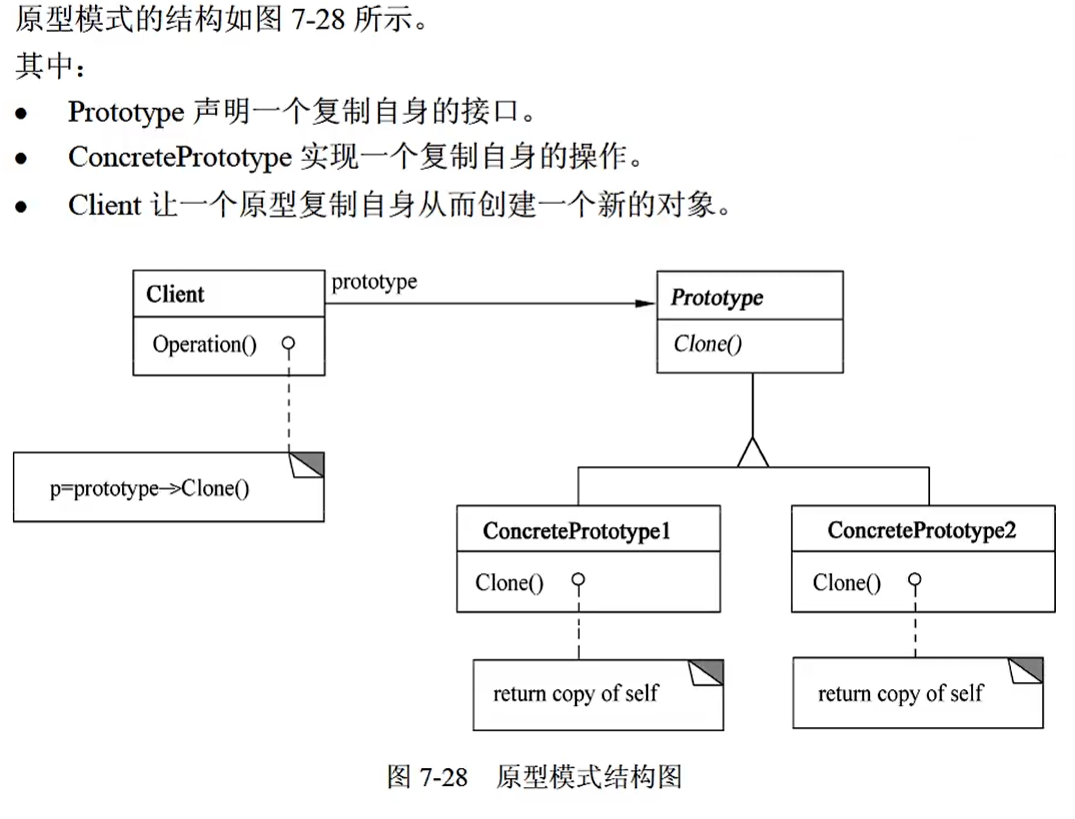 原型模式的结构如图 7-28 所示。
其中：
● Prototype 声明一个复制自身的接口。
● ConcretePrototype 实现一个复制自身的操作。
● Client 让一个原型复制自身从而创建一个新的对象。
Client
prototype
Prototype
Operation()
Clone()
p=prototype->Clone()
ConcretePrototype1
ConcretePrototype2
Clone()
Clone()
return copy of self
return copy of self
图 7-28 原型模式结构图